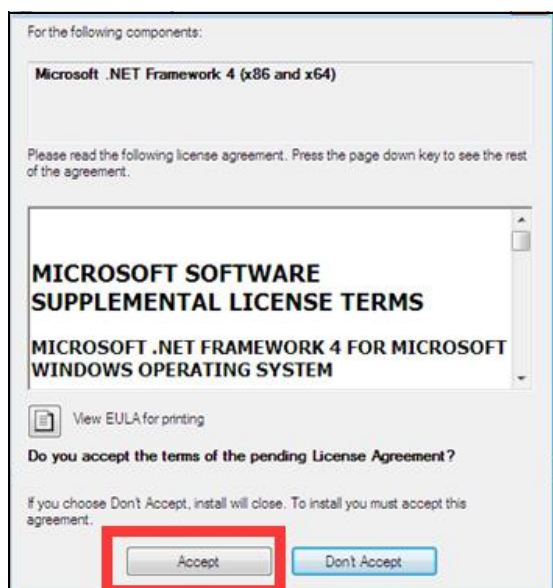 For the following components:
Microsoft .NET Framework 4 (x86 and x64)
Please read the following license agreement. Press the page down key to see the rest
of the agreement.
MICROSOFT SOFTWARE
SUPPLEMENTAL LICENSE TERMS
MICROSOFT .NET FRAMEWORK 4 FOR MICROSOFT
WINDOWS OPERATING SYSTEM
View EULA for printing
Do you accept the terms of the pending License Agreement?
If you choose Don't Accept, install will close. To install you must accept this
agreement.
Accept Don't Accept